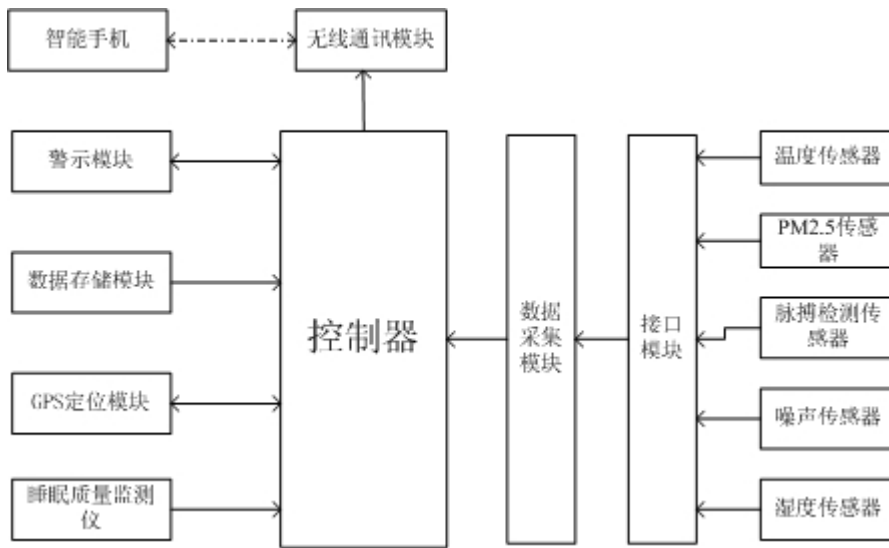 智能手机
无线通讯模块
警示模块
数据存储模块
GPS定位模块
睡眠质量监测
仪
控制器
数据
采集
模块
接口
模块
温度传感器
PM2.5传感
器
脉搏检测传
感器
噪声传感器
湿度传感器